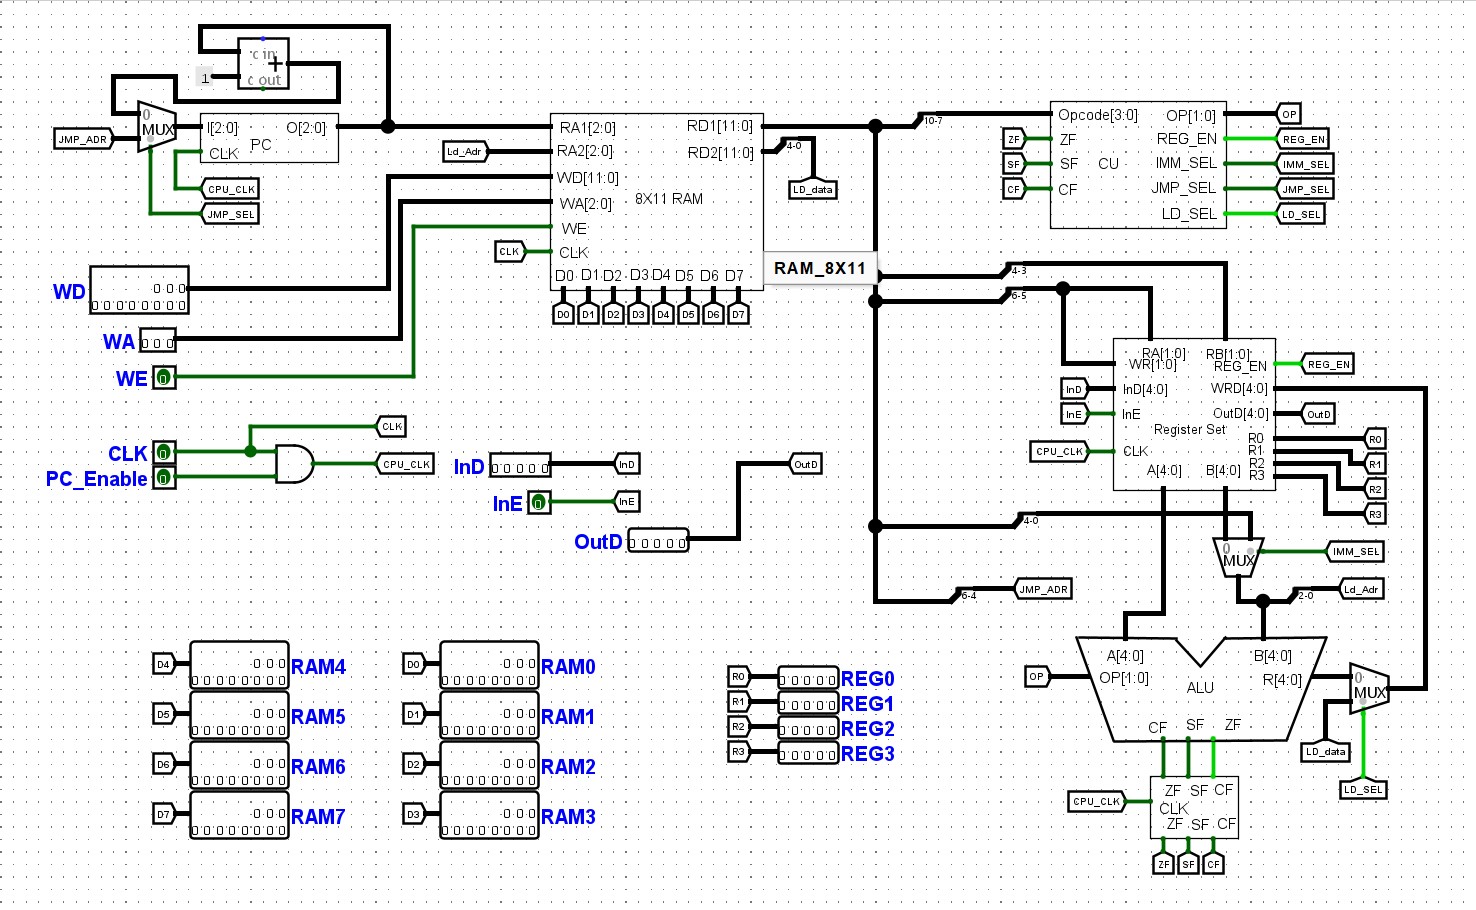 c in
1
c out
0
MUX
JMP_ADR
I[2:0]
O[2:0]
PC
CLK
CPU_CLK
JMP_SEL
Ld_Adr
RA1[2:0]
RD1[11:0]
RA2[2:0]
RD2[11:0]
4-0
WD[11:0]
LD_data
8X11 RAM
WA[2:0]
WE
CLK
CLK
D0 D1 D2 D3 D4 D5 D6 D7
D0 D1 D2 D3 D4 D5 D6 D7
RAM_8X11
10-7
Opcode[3:0]
OP[1:0]
OP
ZF
ZF
REG_EN
REG_EN
SF
SF
CU
IMM_SEL
IMM_SEL
CF
CF
JMP_SEL
JMP_SEL
LD_SEL
LD_SEL
WD
0 0 0
0 0 0 0 0 0 0 0
WA
0 0 0
WE
0
4-3
6-5
RA[1:0]
RB[1:0]
WR[1:0]
REG_EN
REG_EN
InD
InD[4:0]
WRD[4:0]
InE
InE
OutD[4:0]
OutD
Register Set
CPU_CLK
CLK
R0
R1
R2
R3
R0
R1
R2
R3
A[4:0]
B[4:0]
CLK
0
CLK
PC_Enable
0
CPU_CLK
InD
0 0 0 0 0
InD
OutD
InE
0
InE
OutD
0 0 0 0 0
4-0
0
MUX
IMM_SEL
6-4
JMP_ADR
2-0
Ld_Adr
A[4:0]
B[4:0]
OP
OP[1:0]
ALU
R[4:0]
0
MUX
CF SF ZF
LD_data
LD_SEL
ZF SF CF
CPU_CLK
CLK
ZF SF CF
ZF SF CF
D4
0 0 0
0 0 0 0 0 0 0 0
RAM4
D0
0 0 0
0 0 0 0 0 0 0 0
RAM0
D5
0 0 0
0 0 0 0 0 0 0 0
RAM5
D1
0 0 0
0 0 0 0 0 0 0 0
RAM1
D6
0 0 0
0 0 0 0 0 0 0 0
RAM6
D2
0 0 0
0 0 0 0 0 0 0 0
RAM2
D7
0 0 0
0 0 0 0 0 0 0 0
RAM7
D3
0 0 0
0 0 0 0 0 0 0 0
RAM3
R0
0 0 0 0 0
REG0
R1
0 0 0 0 0
REG1
R2
0 0 0 0 0
REG2
R3
0 0 0 0 0
REG3